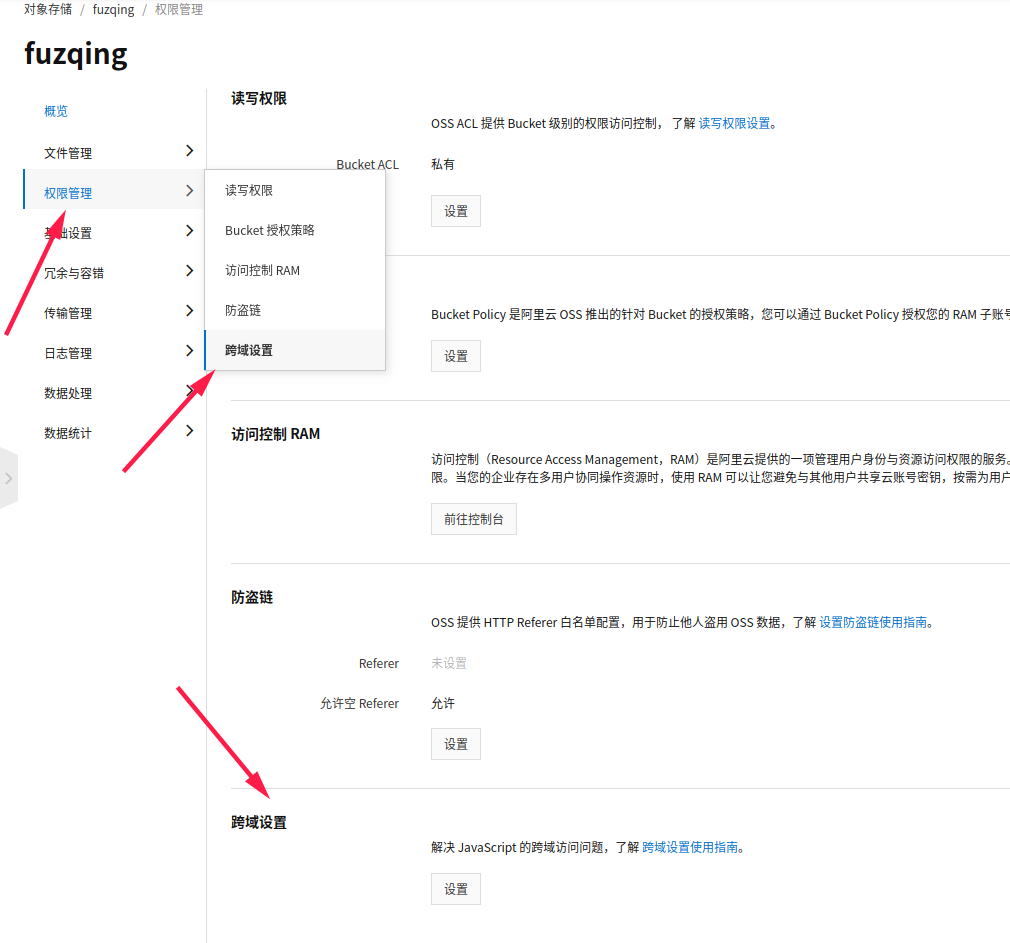 对象存储 / fuzqing / 权限管理
fuzqing
概览
文件管理
权限管理
基础设置
冗余与容错
传输管理
日志管理
数据处理
数据统计
读写权限
Bucket 授权策略
访问控制 RAM
防盗链
跨域设置
读写权限
OSS ACL 提供 Bucket 级别的权限访问控制， 了解 读写权限设置。
Bucket ACL 私有
设置
Bucket Policy 是阿里云 OSS 推出的针对 Bucket 的授权策略，您可以通过 Bucket Policy 授权您的 RAM 子账号
设置
访问控制 RAM
访问控制（Resource Access Management，RAM）是阿里云提供的一项管理用户身份与资源访问权限的服务。
限。当您的企业存在多用户协同操作资源时，使用 RAM 可以让您避免与其他用户共享云账号密钥，按需为用户
前往控制台
防盗链
OSS 提供 HTTP Referer 白名单配置，用于防止他人盗用 OSS 数据，了解 设置防盗链使用指南。
Referer 未设置
允许空 Referer 允许
设置
跨域设置
解决 JavaScript 的跨域访问问题，了解 跨域设置使用指南。
设置